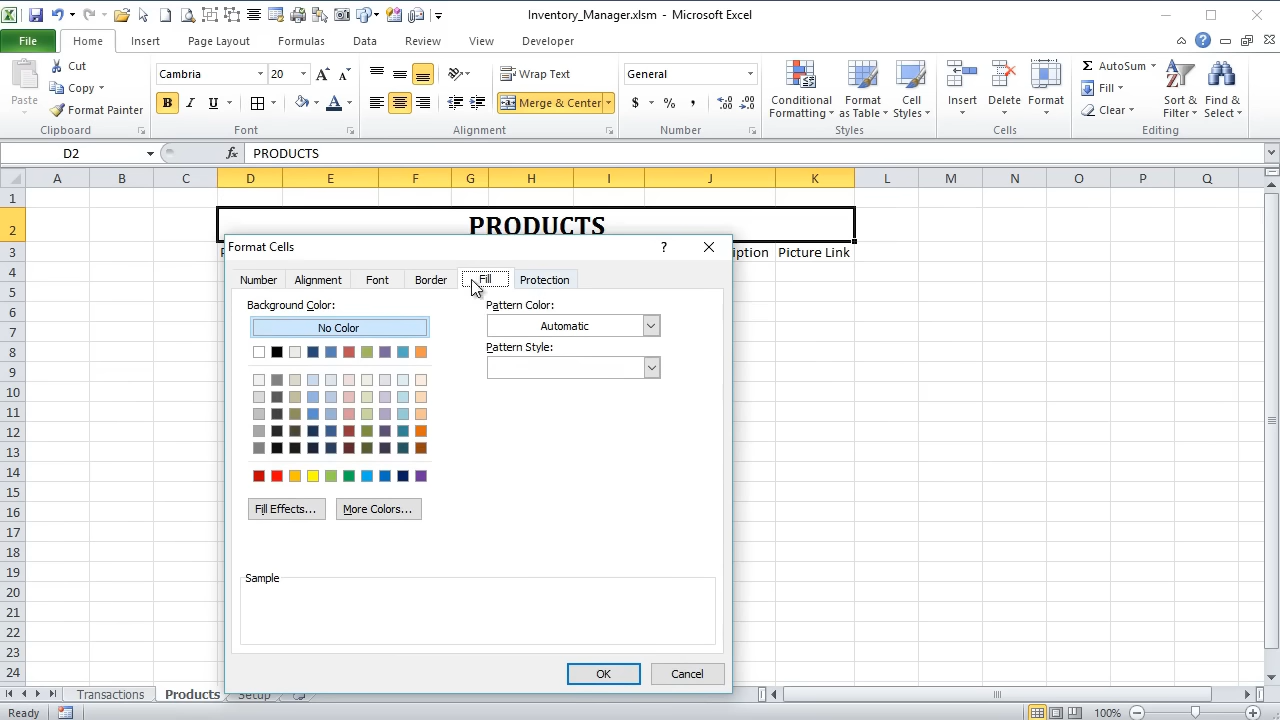 Inventory_Manager.xlsm - Microsoft Excel
File Home Insert Page Layout Formulas Data Review View Developer
Cut
Copy
Format Painter
Paste
Clipboard
Cambria 20
B I U
Font
Wrap Text
Merge & Center
Alignment
General
$ % ,
Number
Conditional Formatting
Format as Table
Cell Styles
Styles
Insert Delete Format
Cells
AutoSum
Fill
Clear
Sort & Filter
Find & Select
Editing
D2 fx PRODUCTS
A B C D E F G H I J K L M N O P Q
1
2 PRODUCTS
3 Picture Link
4
5
6
7
8
9
10
11
12
13
14
15
16
17
18
19
20
21
22
23
24
Format Cells ?
Number Alignment Font Border Fill Protection
Background Color:
No Color
Pattern Color:
Automatic
Pattern Style:
Fill Effects... More Colors...
Sample
OK Cancel
Transactions Products Setup
Ready 100%